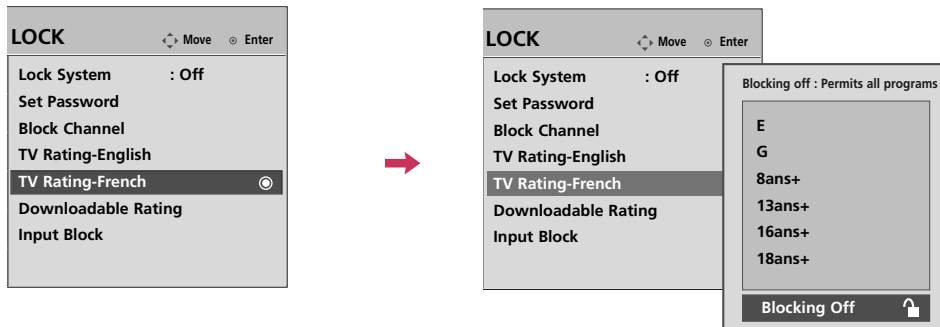 LOCK
Move Enter
Lock System : Off
Set Password
Block Channel
TV Rating-English
TV Rating-French
Downloadable Rating
Input Block
LOCK
Move Enter
Lock System : Off
Set Password
Block Channel
TV Rating-English
TV Rating-French
Downloadable Rating
Input Block
Blocking off : Permits all programs
E
G
8ans+
13ans+
16ans+
18ans+
Blocking Off